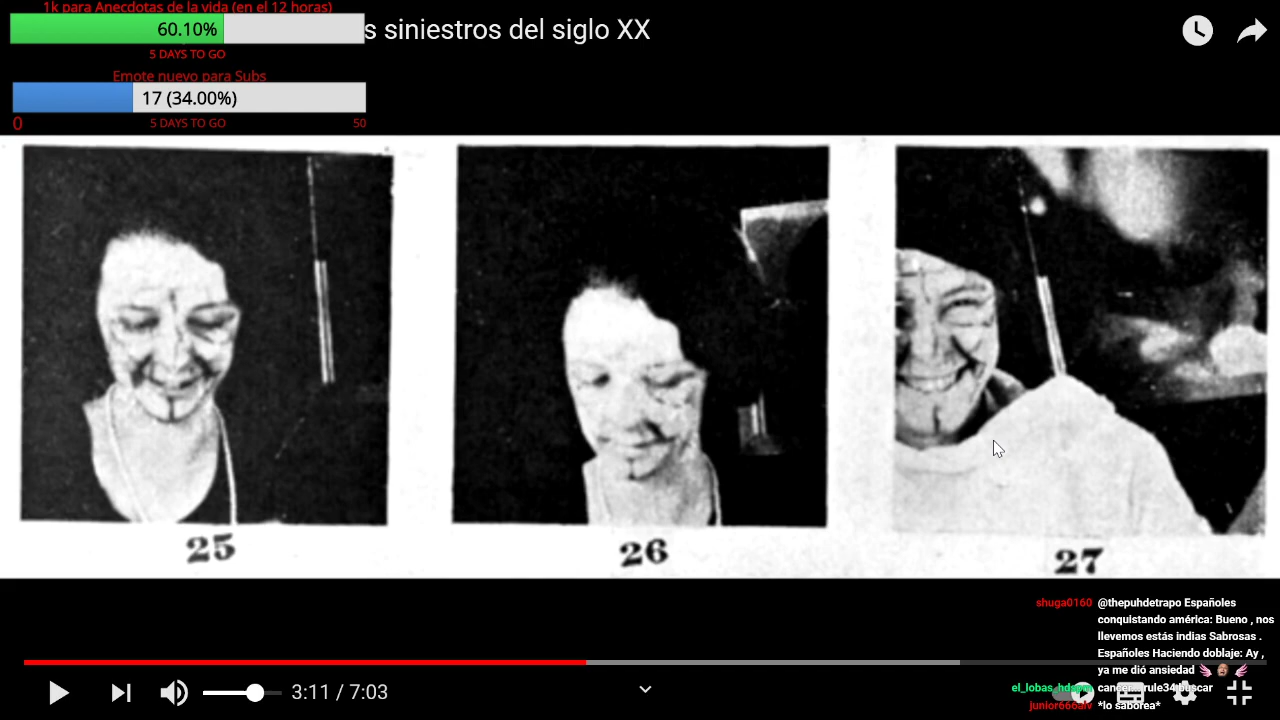 1k para Anecdotas de la vida (en el 12 horas)
60.10%
s siniestros del siglo XX
5 DAYS TO GO
Emote nuevo para Subs
17 (34.00%)
0 5 DAYS TO GO 50
25 26 27
shuga0160 @thepuhdetrapo Españoles
conquistando américa: Bueno , nos
llevemos estás indias Sabrosas .
Españoles Haciendo doblaje: Ay ,
ya me dió ansiedad
3:11 / 7:03
junior666alv *lo saborea*